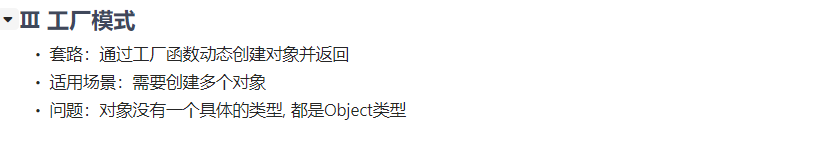 Ⅲ 工厂模式
• 套路：通过工厂函数动态创建对象并返回
• 适用场景：需要创建多个对象
• 问题：对象没有一个具体的类型, 都是Object类型